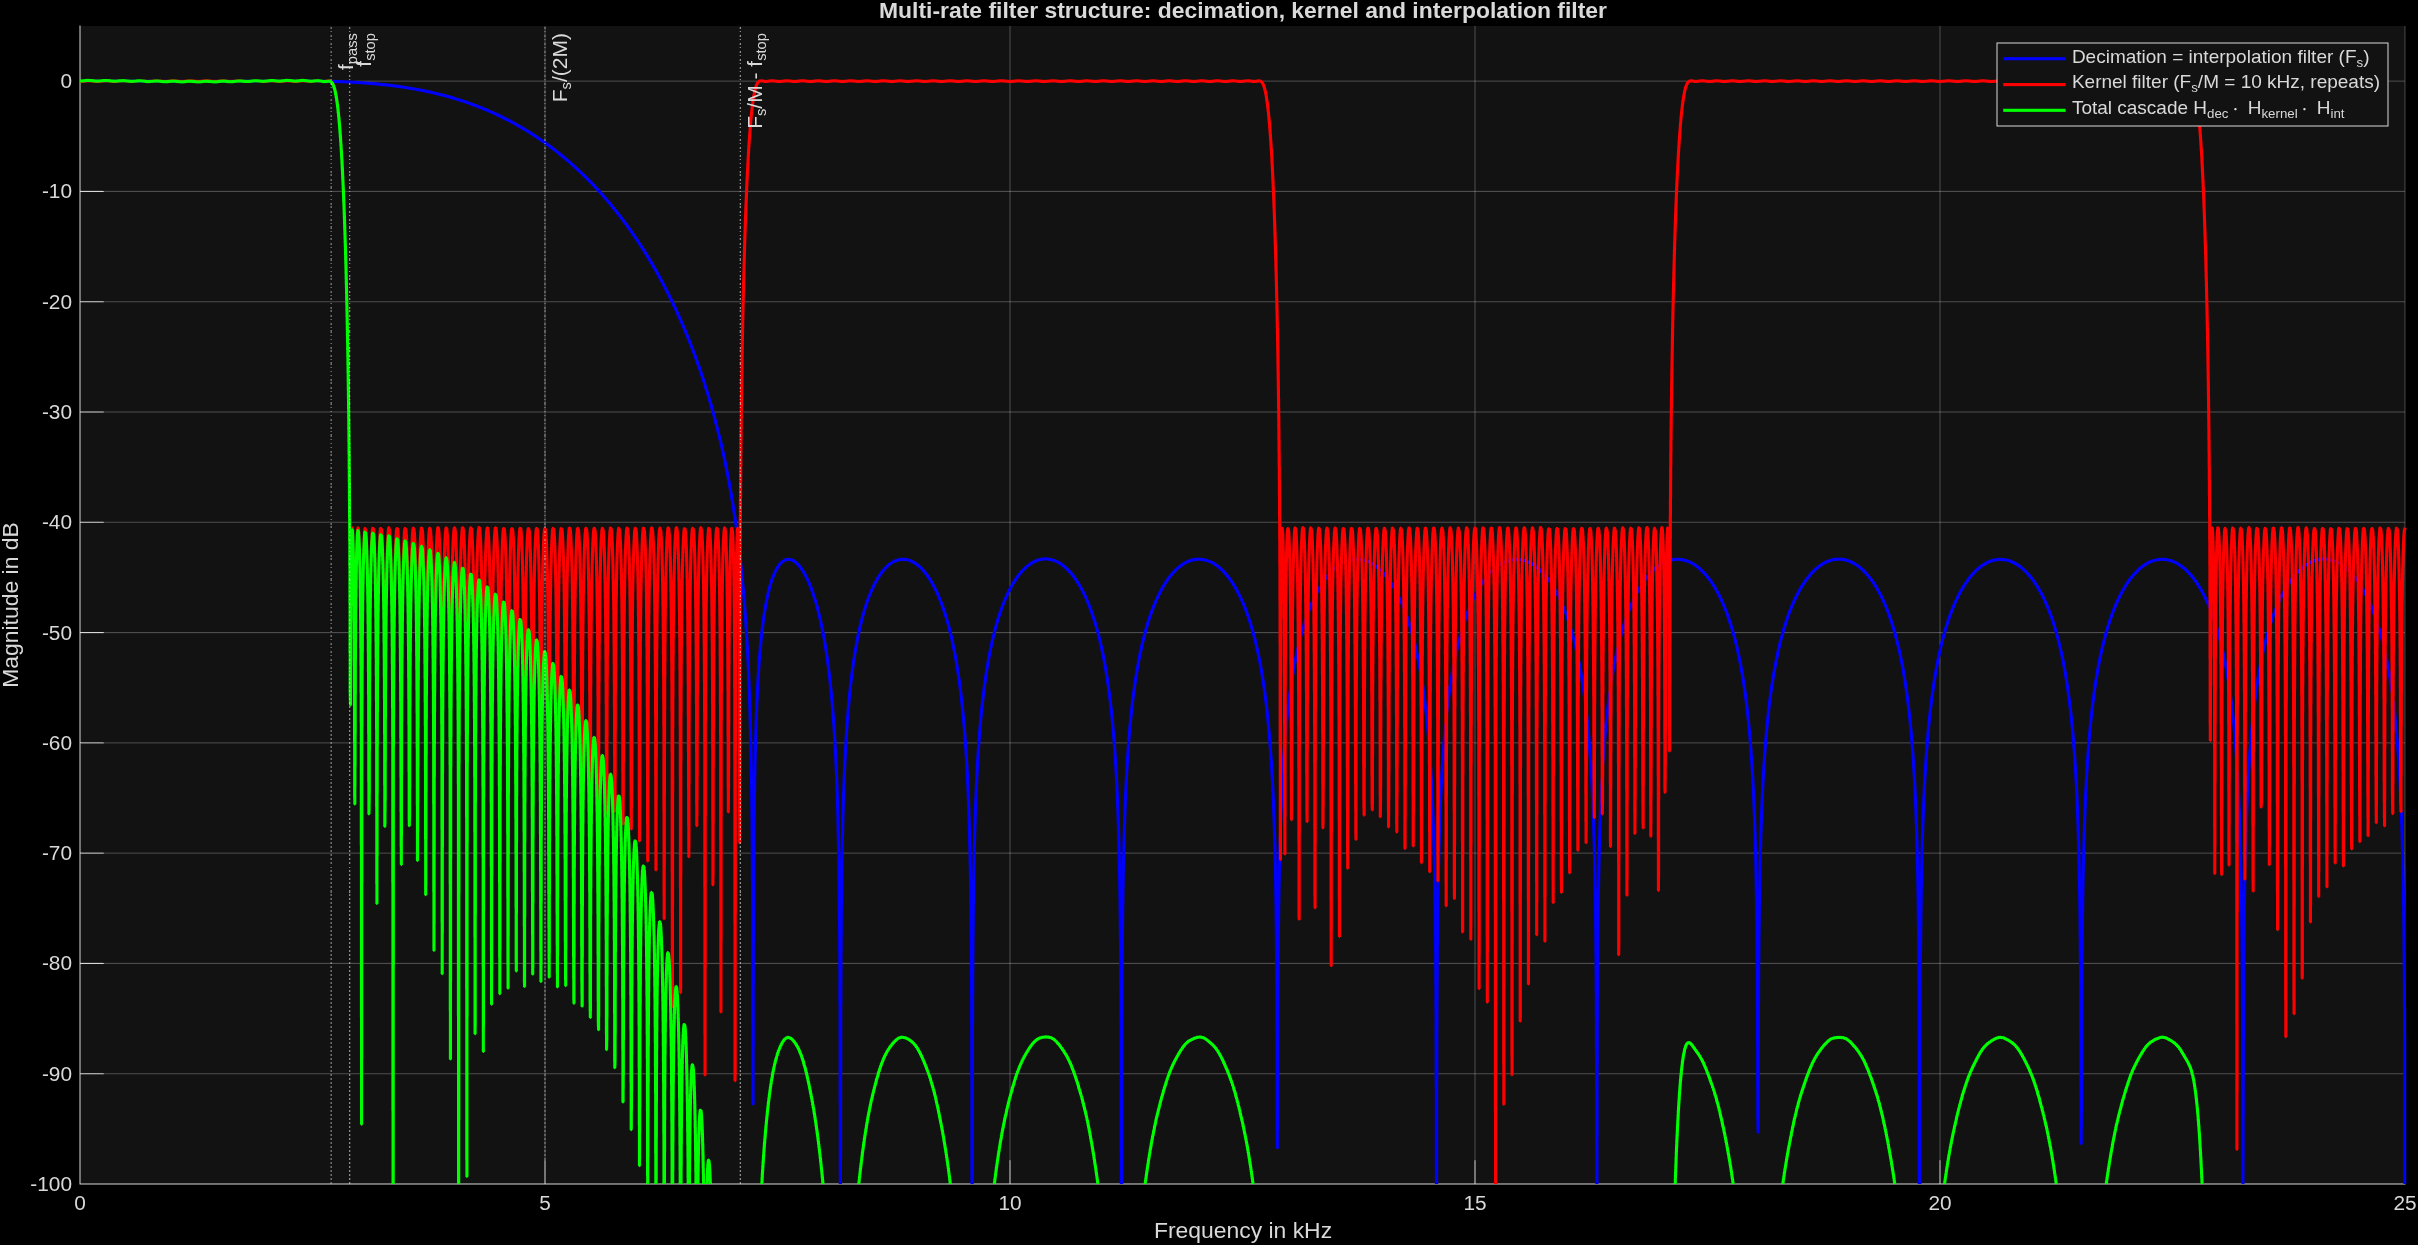 Multi-rate filter structure: decimation, kernel and interpolation filter
f_pass
f_stop
F_s/(2M)
F_s/M - f_stop
Decimation = interpolation filter (F_s)
Kernel filter (F_s/M = 10 kHz, repeats)
Total cascade H_dec · H_kernel · H_int
0
-10
-20
-30
-40
-50
-60
-70
-80
-90
-100
Magnitude in dB
0 5 10 15 20 25
Frequency in kHz